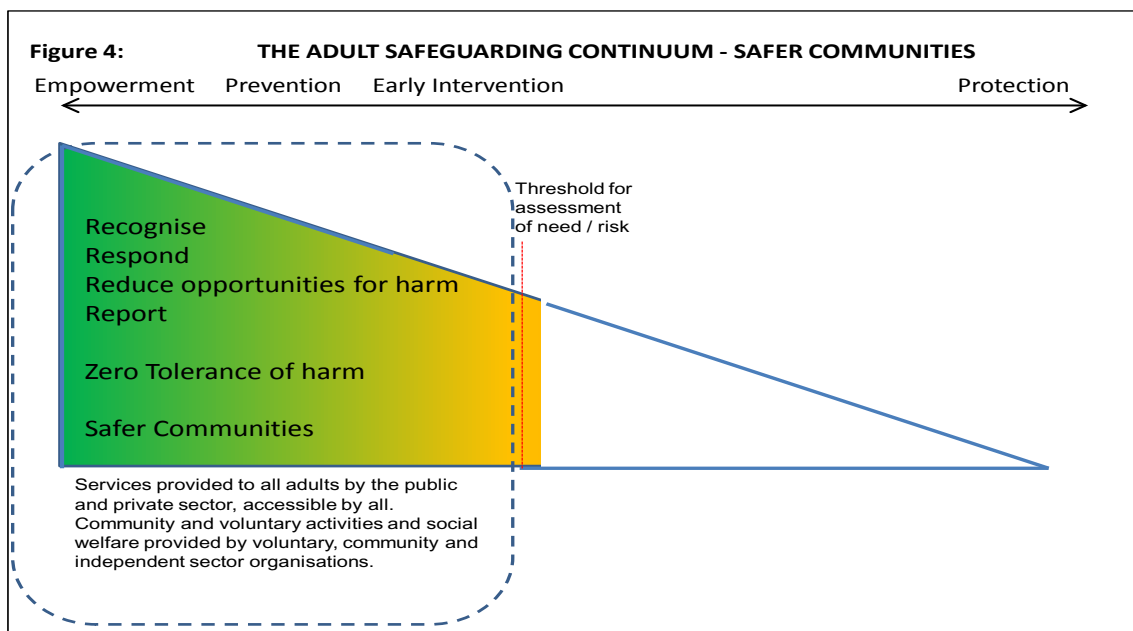 Figure 4: THE ADULT SAFEGUARDING CONTINUUM - SAFER COMMUNITIES
Empowerment Prevention Early Intervention Protection
Threshold for
assessment
of need / risk
Recognise
Respond
Reduce opportunities for harm
Report
Zero Tolerance of harm
Safer Communities
Services provided to all adults by the public
and private sector, accessible by all.
Community and voluntary activities and social
welfare provided by voluntary, community and
independent sector organisations.